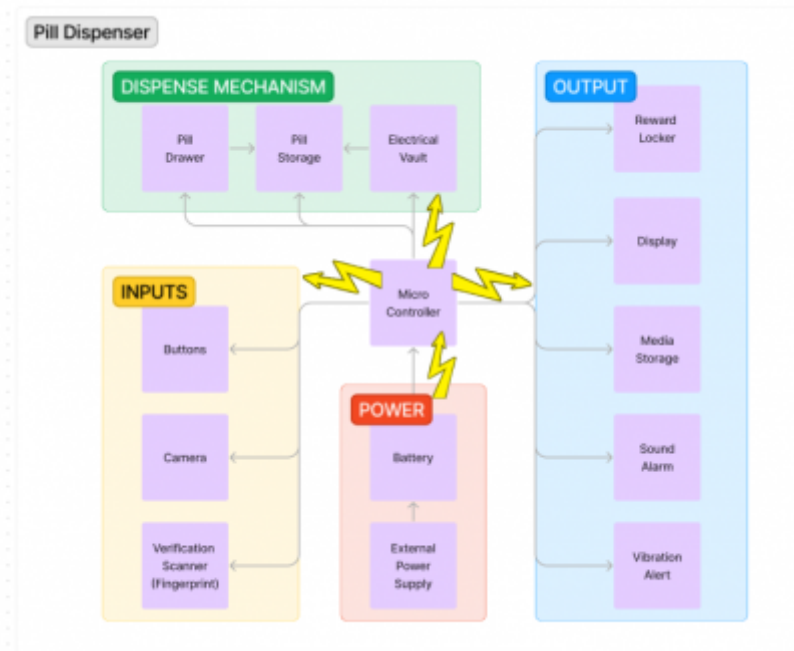 Pill Dispenser
DISPENSE MECHANISM
Pill
Drawer
Pill
Storage
Electrical
Vault
OUTPUT
Reward
Locker
Display
Media
Storage
Sound
Alarm
Vibration
Alert
Micro
Controller
INPUTS
Buttons
Camera
Verification
Scanner
(Fingerprint)
POWER
Battery
External
Power
Supply